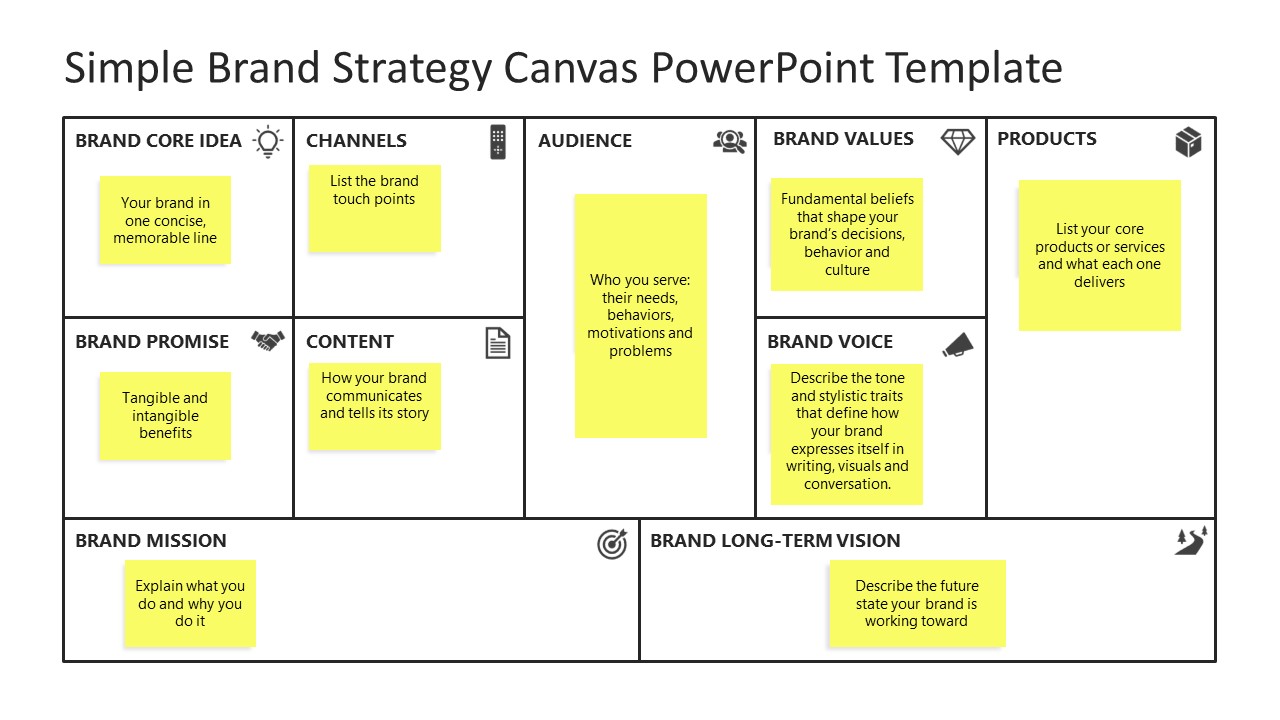 Simple Brand Strategy Canvas PowerPoint Template
BRAND CORE IDEA
Your brand in
one concise,
memorable line
CHANNELS
List the brand
touch points
AUDIENCE
Who you serve:
their needs,
behaviors,
motivations and
problems
BRAND VALUES
Fundamental beliefs
that shape your
brand’s decisions,
behavior and
culture
PRODUCTS
List your core
products or services
and what each one
delivers
BRAND PROMISE
Tangible and
intangible
benefits
CONTENT
How your brand
communicates
and tells its story
BRAND VOICE
Describe the tone
and stylistic traits
that define how
your brand
expresses itself in
writing, visuals and
conversation.
BRAND MISSION
Explain what you
do and why you
do it
BRAND LONG-TERM VISION
Describe the future
state your brand is
working toward